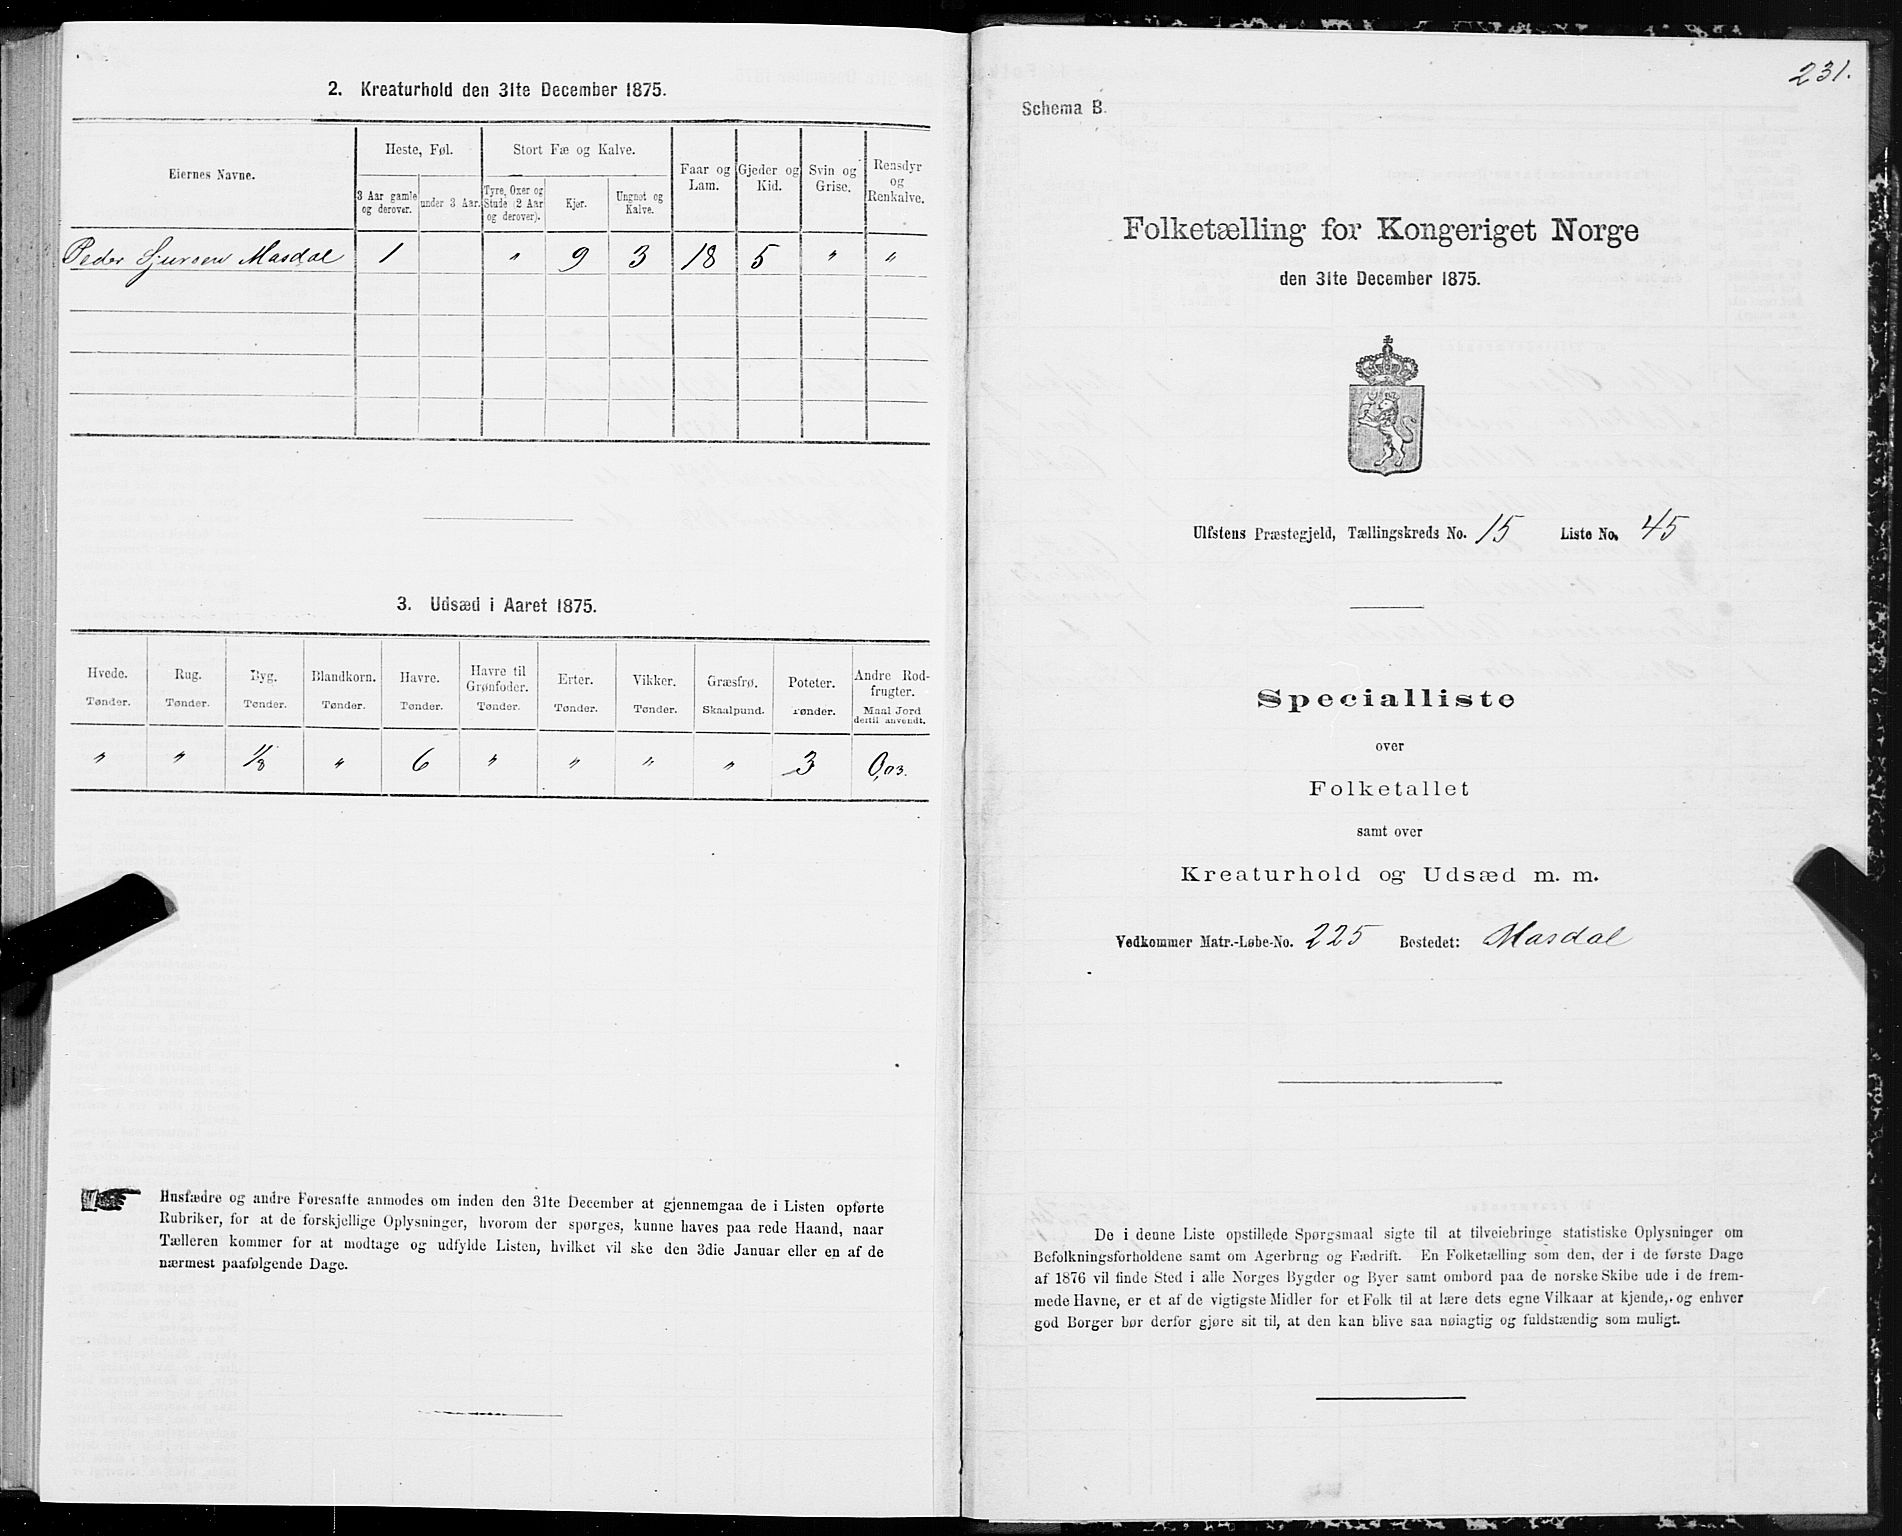 2. Kreaturhold den 31te December 1875.
Eiernes Navne.
Heste, Føl.
Stort Fæ og Kalve.
Faar og Lam.
Gjeder og Kid.
Svin og Grise.
Rensdyr og Renkalve.
3 Aar gamle og derover.
under 3 Aar.
Tyre, Oxer og Stude (2 Aar og derover).
Kjør.
Ungnøt og Kalve.
Peder Sjursen Masdal 1 " 9 3 18 5 " "
3. Udsæd i Aaret 1875.
Hvede. Rug. Byg. Blandkorn. Havre. Havre til Grønfoder. Erter. Vikker. Græsfrø. Poteter. Andre Rodfrugter.
Tønder. Tønder. Tønder. Tønder. Tønder. Tønder. Tønder. Tønder. Skaalpund. Tønder. Maal Jord dertil anvendt.
" " 1/8 " 6 " " " " 3 0,03.
Husfædre og andre Foresatte anmodes om inden den 31te December at gjennemgaa de i Listen opførte
Rubriker, for at de forskjellige Oplysninger, hvorom der spørges, kunne haves paa rede Haand, naar
Tælleren kommer for at modtage og udfylde Listen, hvilket vil ske den 3die Januar eller en af de
nærmest paafølgende Dage.
231.
Schema B.
Folketælling for Kongeriget Norge
den 31te December 1875.
Ulfstens Præstegjeld, Tællingskreds No. 15 Liste No. 45
Specialliste
over
Folketallet
samt over
Kreaturhold og Udsæd m. m.
Vedkommer Matr.-Løbe-No. 225 Bostedet: Masdal
De i denne Liste opstillede Spørgsmaal sigte til at tilveiebringe statistiske Oplysninger om
Befolkningsforholdene samt om Agerbrug og Fædrift. En Folketælling som den, der i de første Dage
af 1876 vil finde Sted i alle Norges Bygder og Byer samt ombord paa de norske Skibe ude i de frem-
mede Havne, er et af de vigtigste Midler for et Folk til at lære dets egne Vilkaar at kjende, og enhver
god Borger bør derfor gjøre sit til, at den kan blive saa nøiagtig og fuldstændig som muligt.